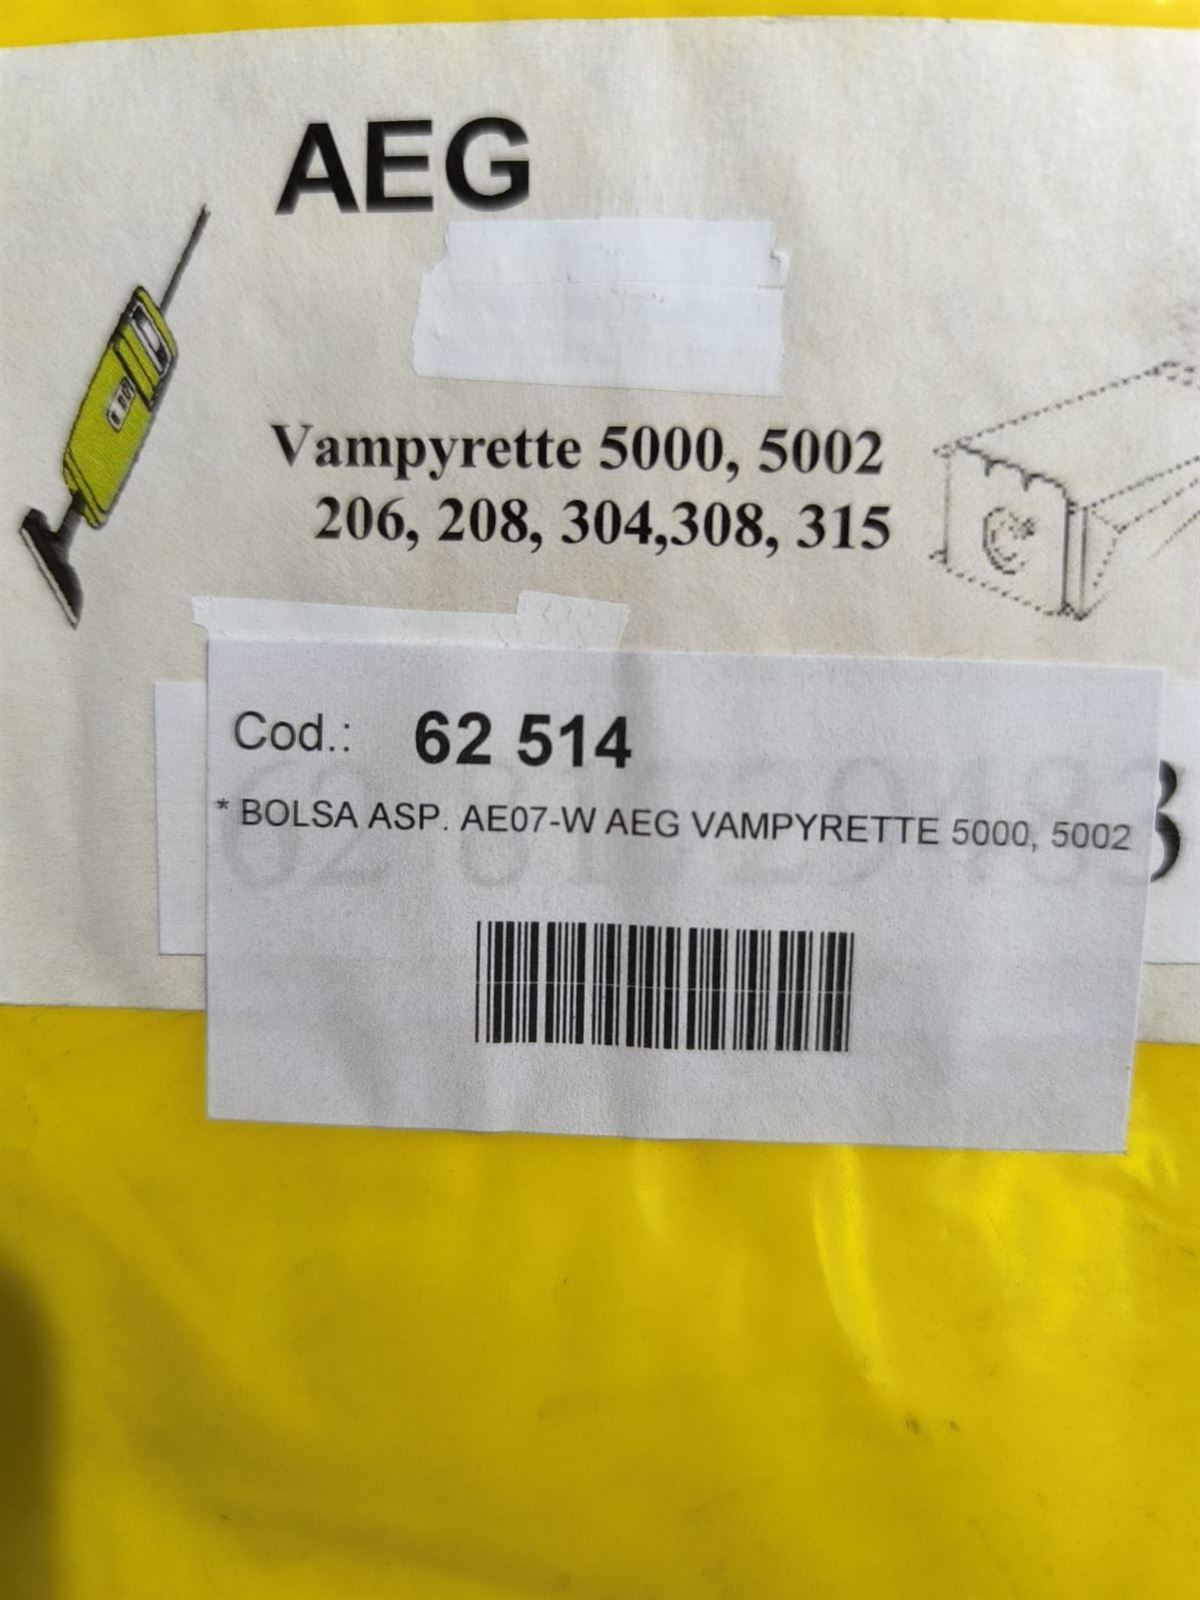 AEG
Vampyrette 5000, 5002
206, 208, 304,308, 315
Cod.: 62 514
* BOLSA ASP. AE07-W AEG VAMPYRETTE 5000, 5002